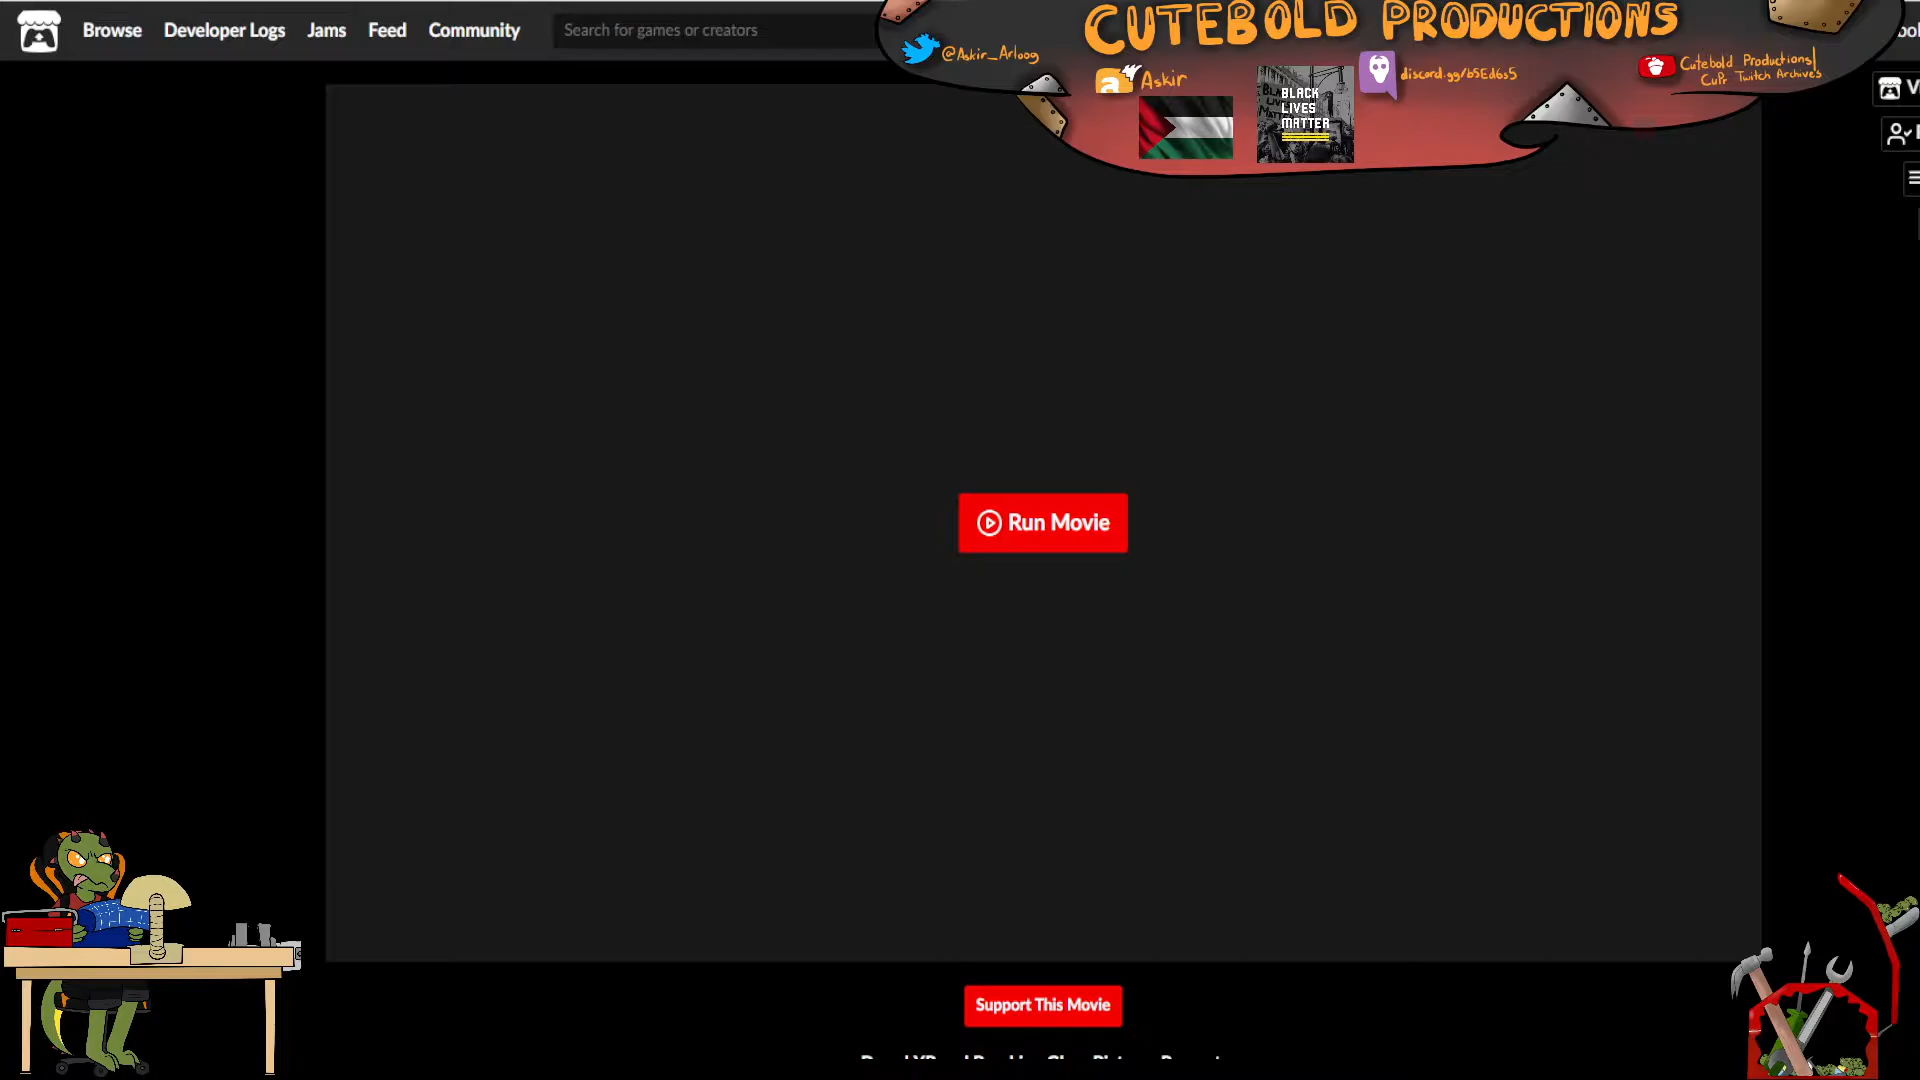 Browse
Developer Logs
Jams
Feed
Community
Search for games or creators
CUTEBOLD PRODUCTIONS
@Askir_Arloog
Askir
discord.gg/b5Ed6s5
Cutebold Productions|
CuPr Twitch Archives
BLACK
LIVES
MATTER
Run Movie
Support This Movie